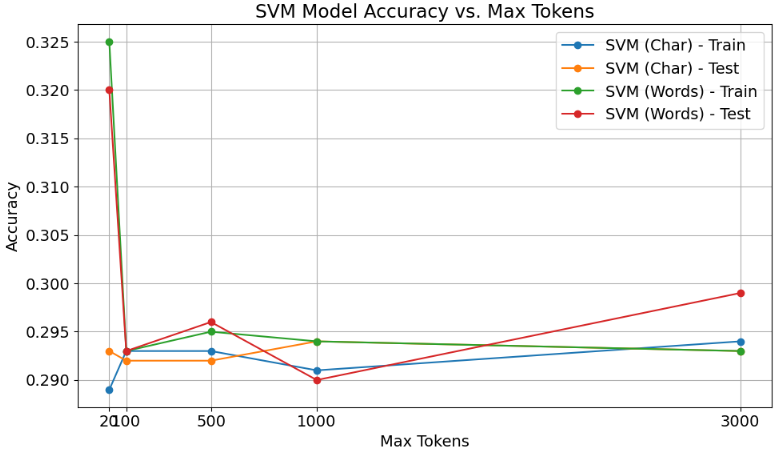 SVM Model Accuracy vs. Max Tokens
SVM (Char) - Train
SVM (Char) - Test
SVM (Words) - Train
SVM (Words) - Test
0.325
0.320
0.315
0.310
0.305
0.300
0.295
0.290
Accuracy
20 100 500 1000 3000
Max Tokens